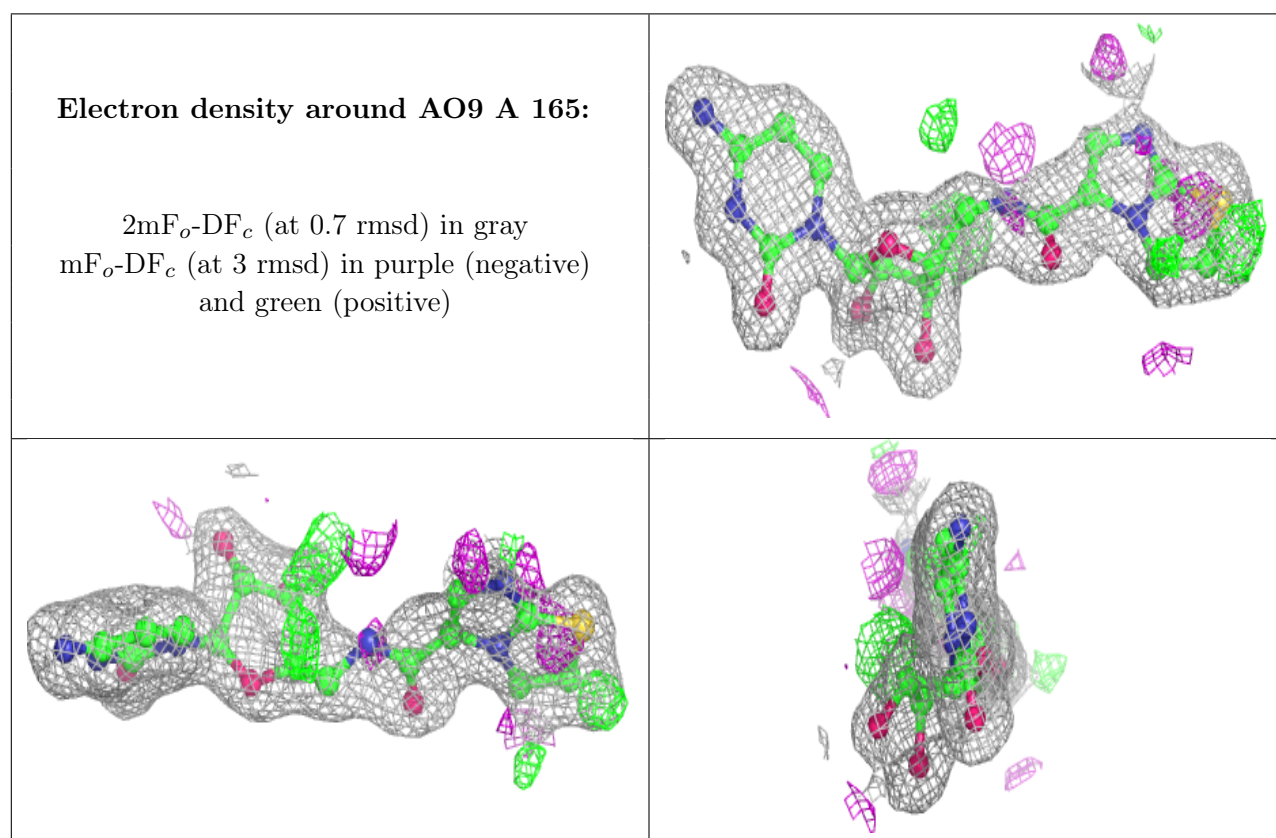 Electron density around AO9 A 165:
2mFo-DFc (at 0.7 rmsd) in gray
mFo-DFc (at 3 rmsd) in purple (negative)
and green (positive)